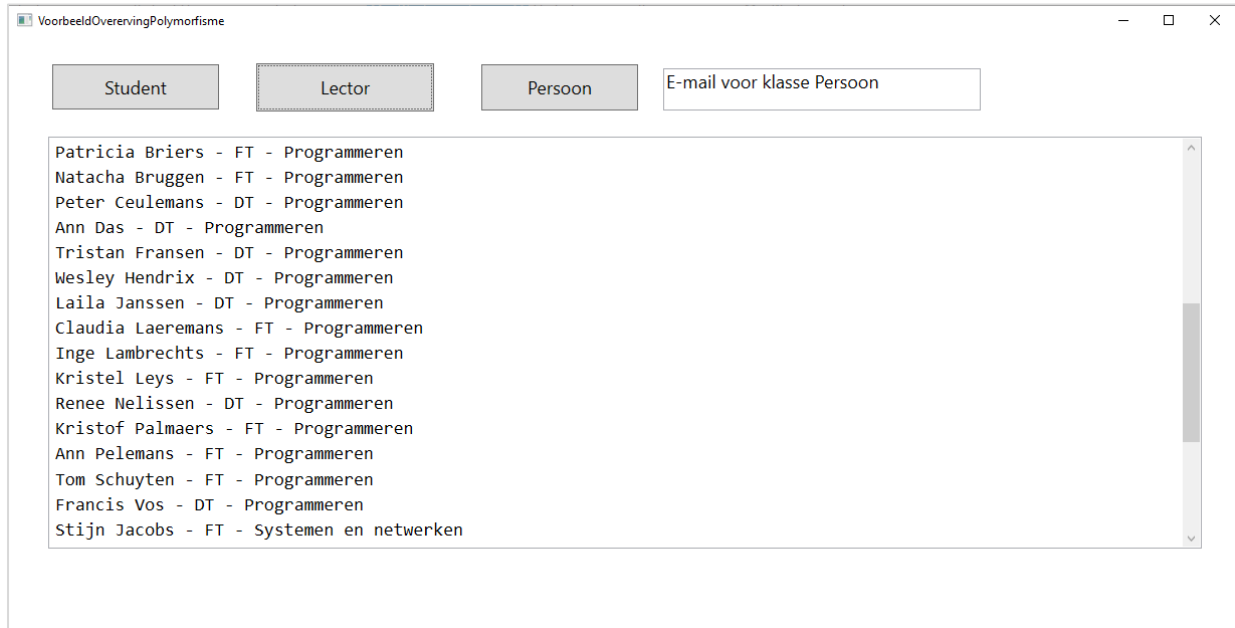 VoorbeeldOverervingPolymorfisme
Student Lector Persoon E-mail voor klasse Persoon
Patricia Briers - FT - Programmeren
Natacha Bruggen - FT - Programmeren
Peter Ceulemans - DT - Programmeren
Ann Das - DT - Programmeren
Tristan Fransen - DT - Programmeren
Wesley Hendrix - DT - Programmeren
Laila Janssen - DT - Programmeren
Claudia Laeremans - FT - Programmeren
Inge Lambrechts - FT - Programmeren
Kristel Leys - FT - Programmeren
Renee Nelissen - DT - Programmeren
Kristof Palmaers - FT - Programmeren
Ann Pelemans - FT - Programmeren
Tom Schuyten - FT - Programmeren
Francis Vos - DT - Programmeren
Stijn Jacobs - FT - Systemen en netwerken